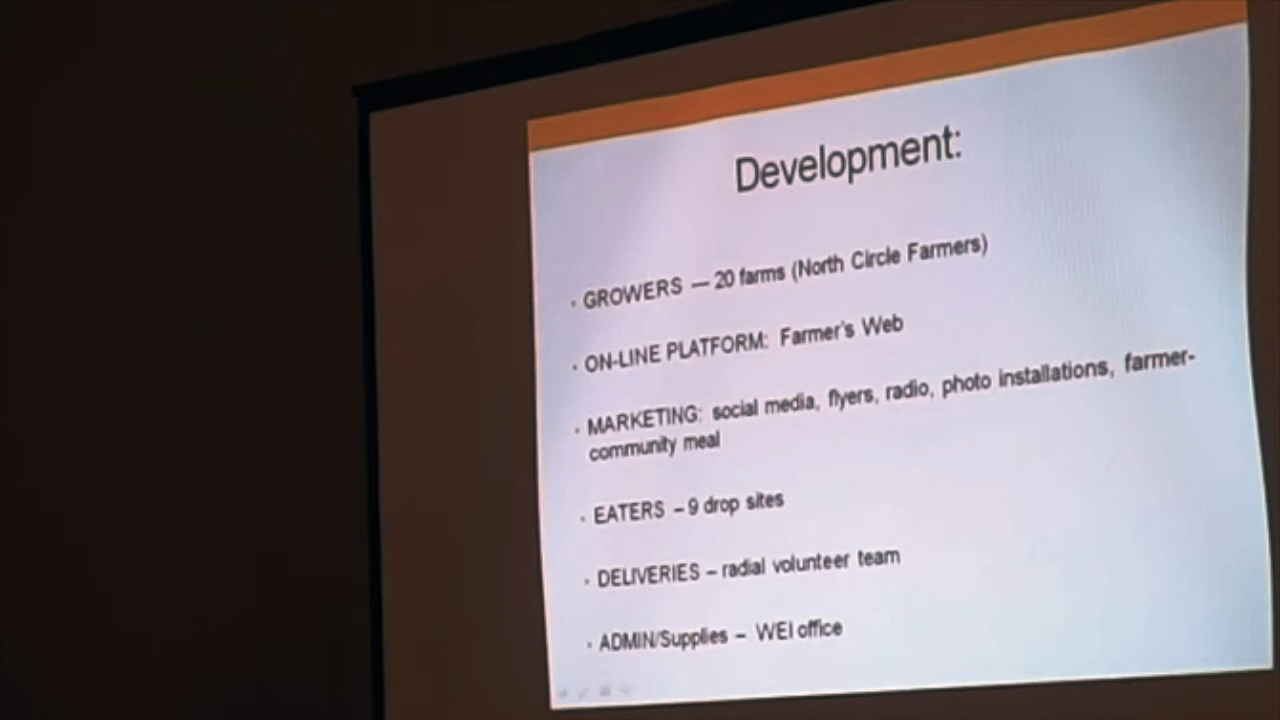 Development:
· GROWERS — 20 farms (North Circle Farmers)
· ON-LINE PLATFORM: Farmer's Web
· MARKETING: social media, flyers, radio, photo installations, farmer-
community meal
· EATERS – 9 drop sites
· DELIVERIES – radial volunteer team
· ADMIN/Supplies – WEI office